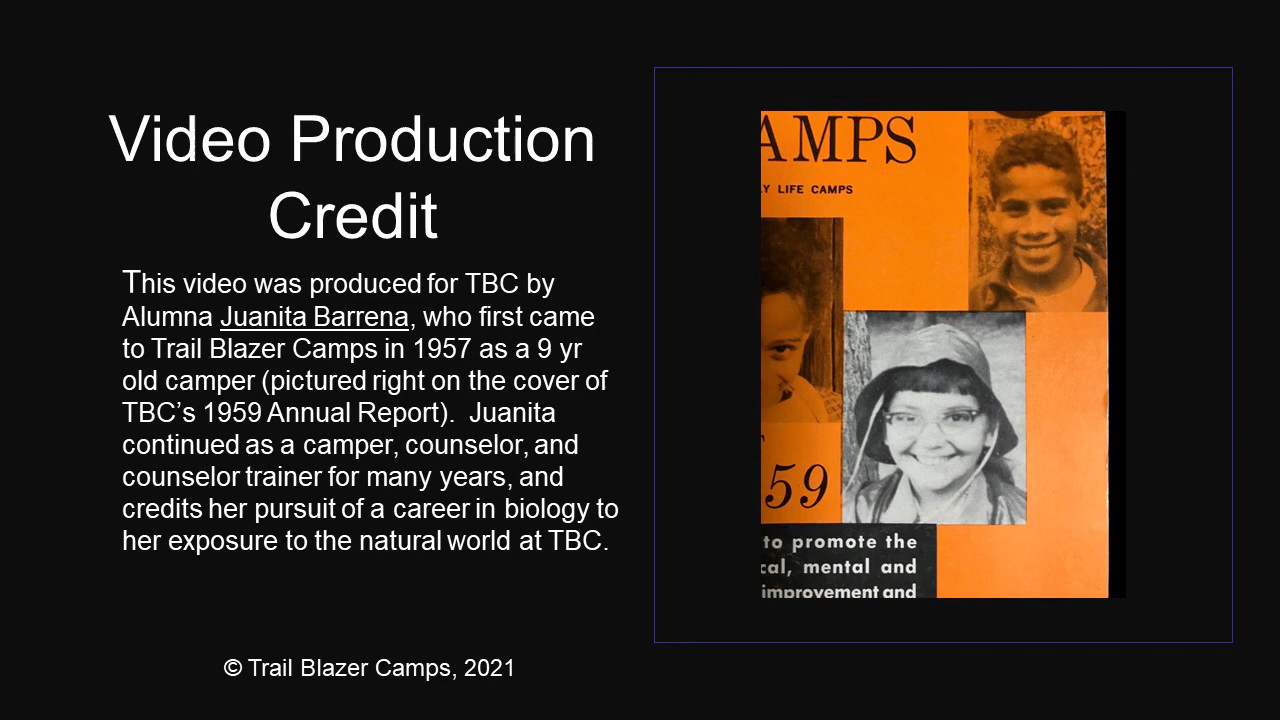 Video Production
Credit
This video was produced for TBC by
Alumna Juanita Barrena, who first came
to Trail Blazer Camps in 1957 as a 9 yr
old camper (pictured right on the cover of
TBC’s 1959 Annual Report).  Juanita
continued as a camper, counselor, and
counselor trainer for many years, and
credits her pursuit of a career in biology to
her exposure to the natural world at TBC.
© Trail Blazer Camps, 2021
AMPS
LY LIFE CAMPS
59
to promote the
cal, mental and
improvement and